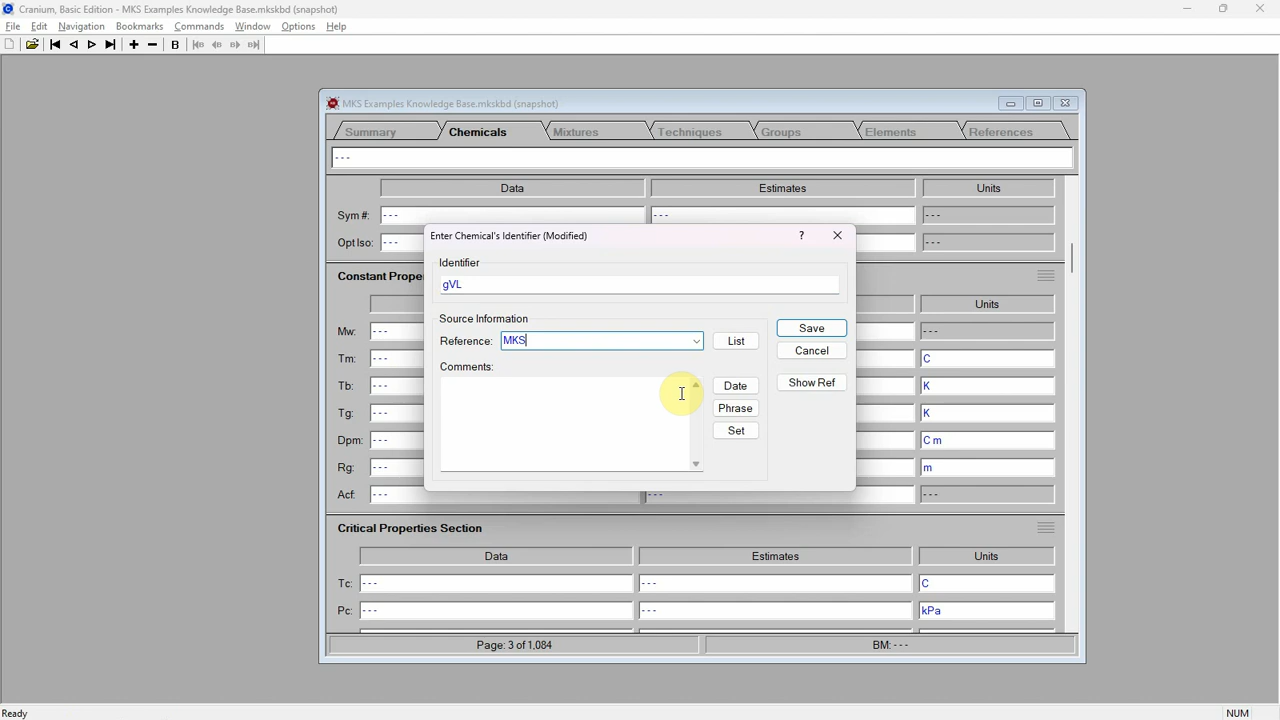 Cranium, Basic Edition - MKS Examples Knowledge Base.mkskbd (snapshot)
File Edit Navigation Bookmarks Commands Window Options Help
B
MKS Examples Knowledge Base.mkskbd (snapshot)
Summary Chemicals Mixtures Techniques Groups Elements References
---
Data Estimates Units
Sym #: --- --- ---
Opt Iso: --- ---
Enter Chemical's Identifier (Modified) ?
Identifier
gVL
Source Information
Reference: MKS List
Comments:
Date
Phrase
Set
Save
Cancel
Show Ref
Constant Prope
Units
Mw: --- ---
Tm: --- C
Tb: --- K
Tg: --- K
Dpm: --- C m
Rg: --- m
Acf: --- --- ---
Critical Properties Section
Data Estimates Units
Tc: --- --- C
Pc: --- --- kPa
Page: 3 of 1,084 BM: ---
Ready NUM